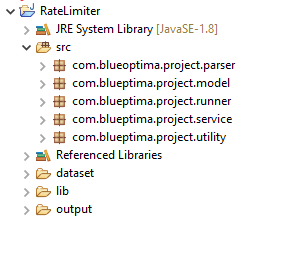 RateLimiter
JRE System Library [JavaSE-1.8]
src
com.blueoptima.project.parser
com.blueptima.project.model
com.blueptima.project.runner
com.blueptima.project.service
com.blueptima.project.utility
Referenced Libraries
dataset
lib
output